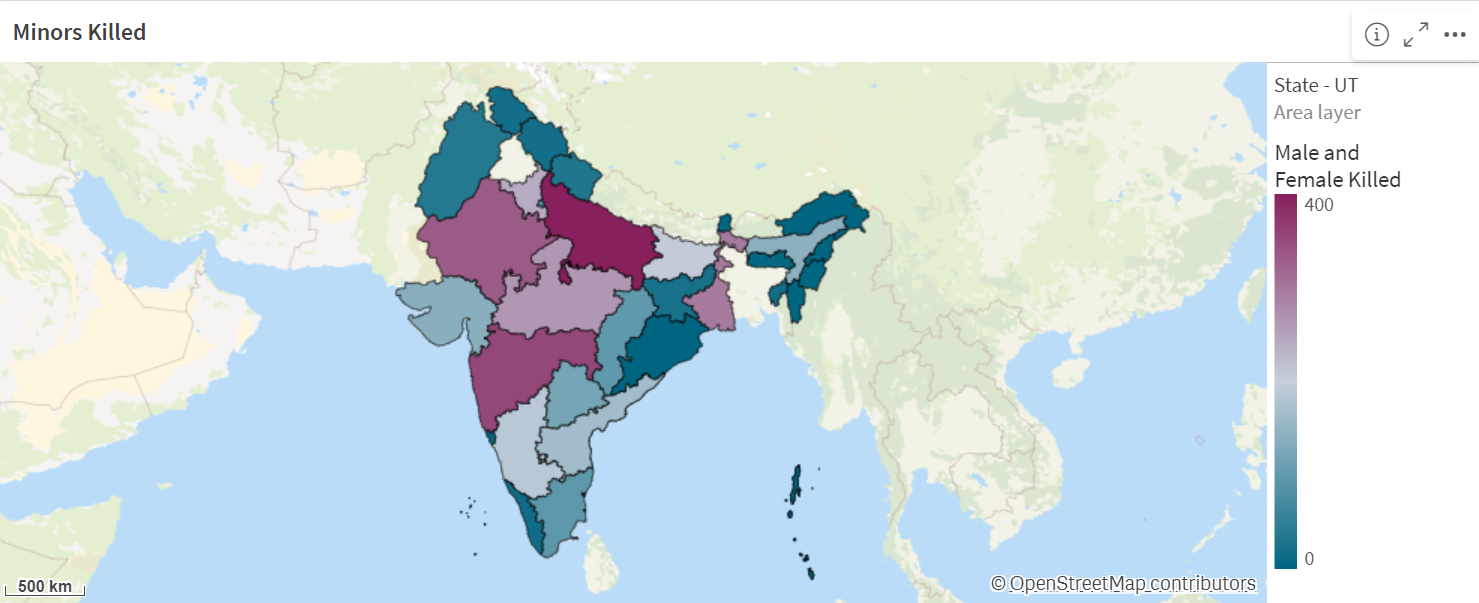 Minors Killed
State - UT
Area layer
Male and
Female Killed
400
0
500 km
© OpenStreetMap contributors